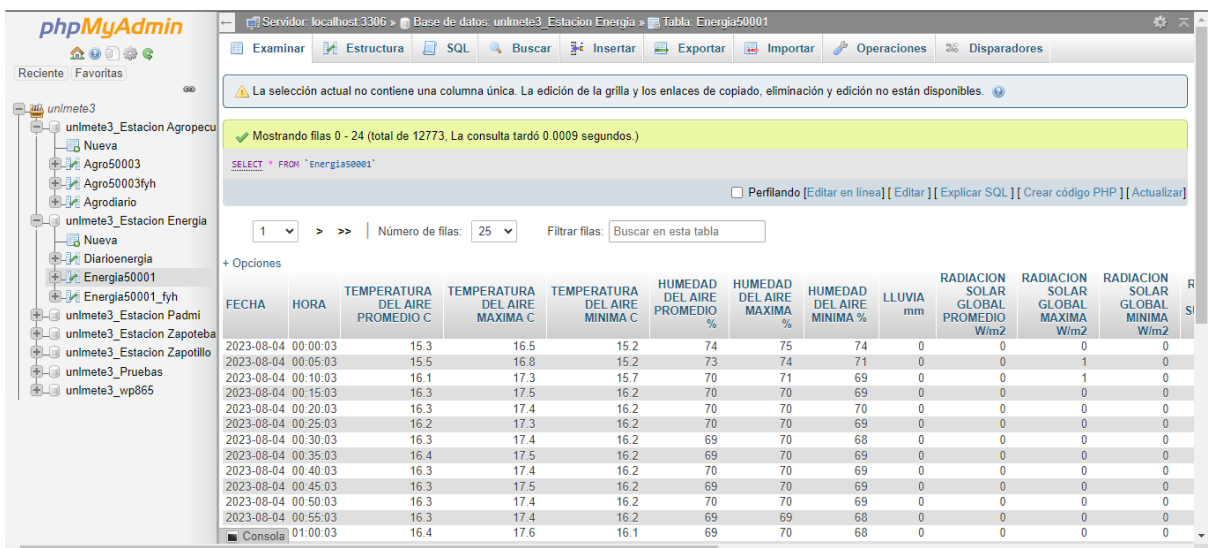 phpMyAdmin
Reciente Favoritas
unlmete3
unlmete3_Estacion Agropecu
Nueva
Agro50003
Agro50003fyh
Agrodiario
unlmete3_Estacion Energia
Nueva
Diarioenergia
Energia50001
Energia50001_fyh
unlmete3_Estacion Padmi
unlmete3_Estacion Zapoteba
unlmete3_Estacion Zapotillo
unlmete3_Pruebas
unlmete3_wp865
Servidor: localhost:3306 » Base de datos: unlmete3_Estacion Energia » Tabla: Energia50001
Examinar Estructura SQL Buscar Insertar Exportar Importar Operaciones Disparadores
La selección actual no contiene una columna única. La edición de la grilla y los enlaces de copiado, eliminación y edición no están disponibles.
Mostrando filas 0 - 24 (total de 12773, La consulta tardó 0.0009 segundos.)
SELECT * FROM `Energia50001`
Perfilando [Editar en línea] [ Editar ] [ Explicar SQL ] [ Crear código PHP ] [ Actualizar]
1 > >> | Número de filas: 25 Filtrar filas: Buscar en esta tabla
+ Opciones
FECHA HORA TEMPERATURA DEL AIRE PROMEDIO C TEMPERATURA DEL AIRE MAXIMA C TEMPERATURA DEL AIRE MINIMA C HUMEDAD DEL AIRE PROMEDIO % HUMEDAD DEL AIRE MAXIMA % HUMEDAD DEL AIRE MINIMA % LLUVIA mm RADIACION SOLAR GLOBAL PROMEDIO W/m2 RADIACION SOLAR GLOBAL MAXIMA W/m2 RADIACION SOLAR GLOBAL MINIMA W/m2
2023-08-04 00:00:03 15.3 16.5 15.2 74 75 74 0 0 0 0
2023-08-04 00:05:03 15.5 16.8 15.2 73 74 71 0 0 1 0
2023-08-04 00:10:03 16.1 17.3 15.7 70 71 69 0 0 1 0
2023-08-04 00:15:03 16.3 17.5 16.2 70 70 69 0 0 0 0
2023-08-04 00:20:03 16.3 17.4 16.2 70 70 70 0 0 0 0
2023-08-04 00:25:03 16.2 17.3 16.2 70 70 69 0 0 0 0
2023-08-04 00:30:03 16.3 17.4 16.2 69 70 68 0 0 0 0
2023-08-04 00:35:03 16.4 17.5 16.2 69 70 69 0 0 0 0
2023-08-04 00:40:03 16.3 17.4 16.2 70 70 69 0 0 0 0
2023-08-04 00:45:03 16.3 17.5 16.2 69 70 69 0 0 0 0
2023-08-04 00:50:03 16.3 17.4 16.2 70 70 69 0 0 0 0
2023-08-04 00:55:03 16.3 17.4 16.2 69 69 68 0 0 0 0
Consola 01:00:03 16.4 17.6 16.1 69 70 68 0 0 0 0